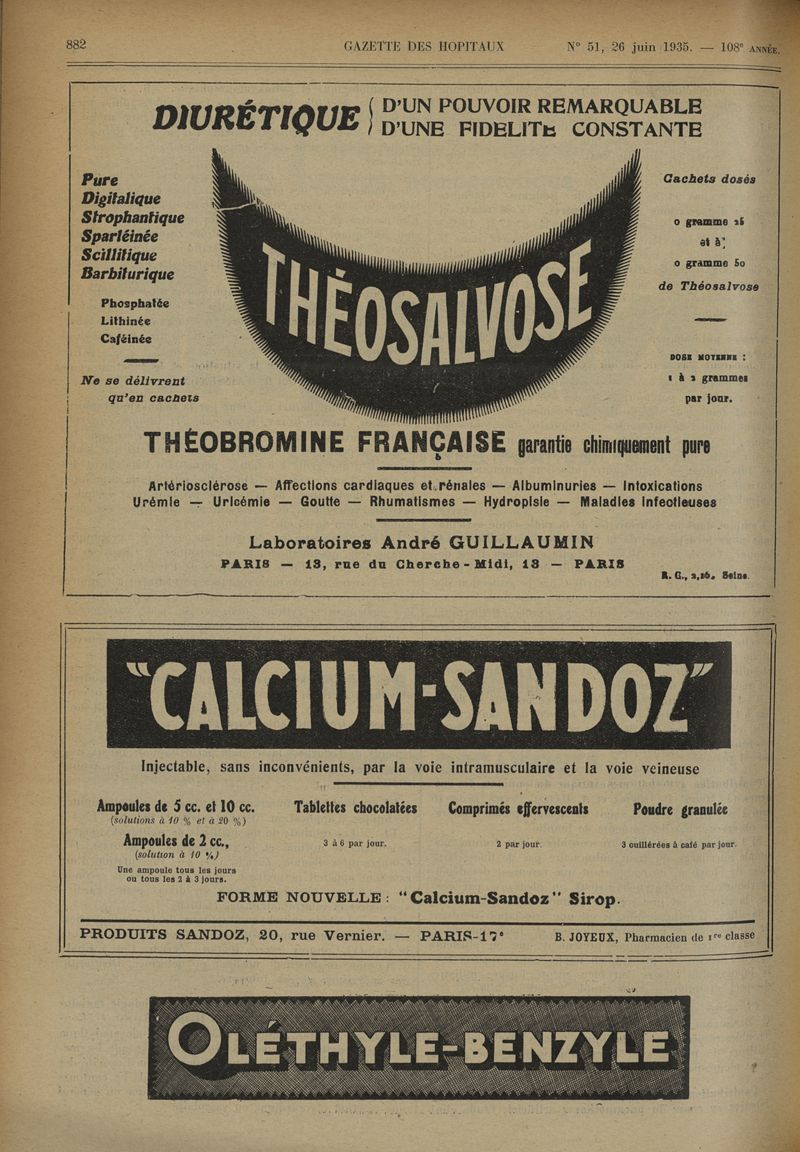 882
GAZETTE DES HOPITAUX
N° 51, 26 juin 1935. — 108e ANNÉE.
DIURÉTIQUE
D'UN POUVOIR REMARQUABLE
D'UNE FIDELITE CONSTANTE
Pure
Digitalique
Strophantique
Sparléinée
Scillitique
Barbiturique
Phosphatée
Lithinée
Caféinée
Ne se délivrent
qu'en cachets
THÉOSALVOSE
Cachets dosés
0 gramme 25
et à
0 gramme 50
de Théosalvose
DOSE MOYENNE :
1 à 2 grammes
par jour.
THÉOBROMINE FRANÇAISE garantie chimiquement pure
Artériosclérose — Affections cardiaques et rénales — Albuminuries — Intoxications
Urémie — Uricémie — Goutte — Rhumatismes — Hydropisie — Maladies Infectieuses
Laboratoires André GUILLAUMIN
PARIS — 13, rue du Cherche-Midi, 13 — PARIS
R. C., 2,16. Seine.
"CALCIUM-SANDOZ"
Injectable, sans inconvénients, par la voie intramusculaire et la voie veineuse
Ampoules de 5 cc. et 10 cc.
(solutions à 10 % et à 20 %)
Ampoules de 2 cc.,
(solution à 10 %)
Une ampoule tous les jours
ou tous les 2 à 3 jours.
Tablettes chocolatées
3 à 6 par jour.
Comprimés effervescents
2 par jour.
Poudre granulée
3 cuillérées à café par jour.
FORME NOUVELLE : "Calcium-Sandoz" Sirop.
PRODUITS SANDOZ, 20, rue Vernier. — PARIS-17e
B. JOYEUX, Pharmacien de 1re classe
OLÉTHYLE-BENZYLE